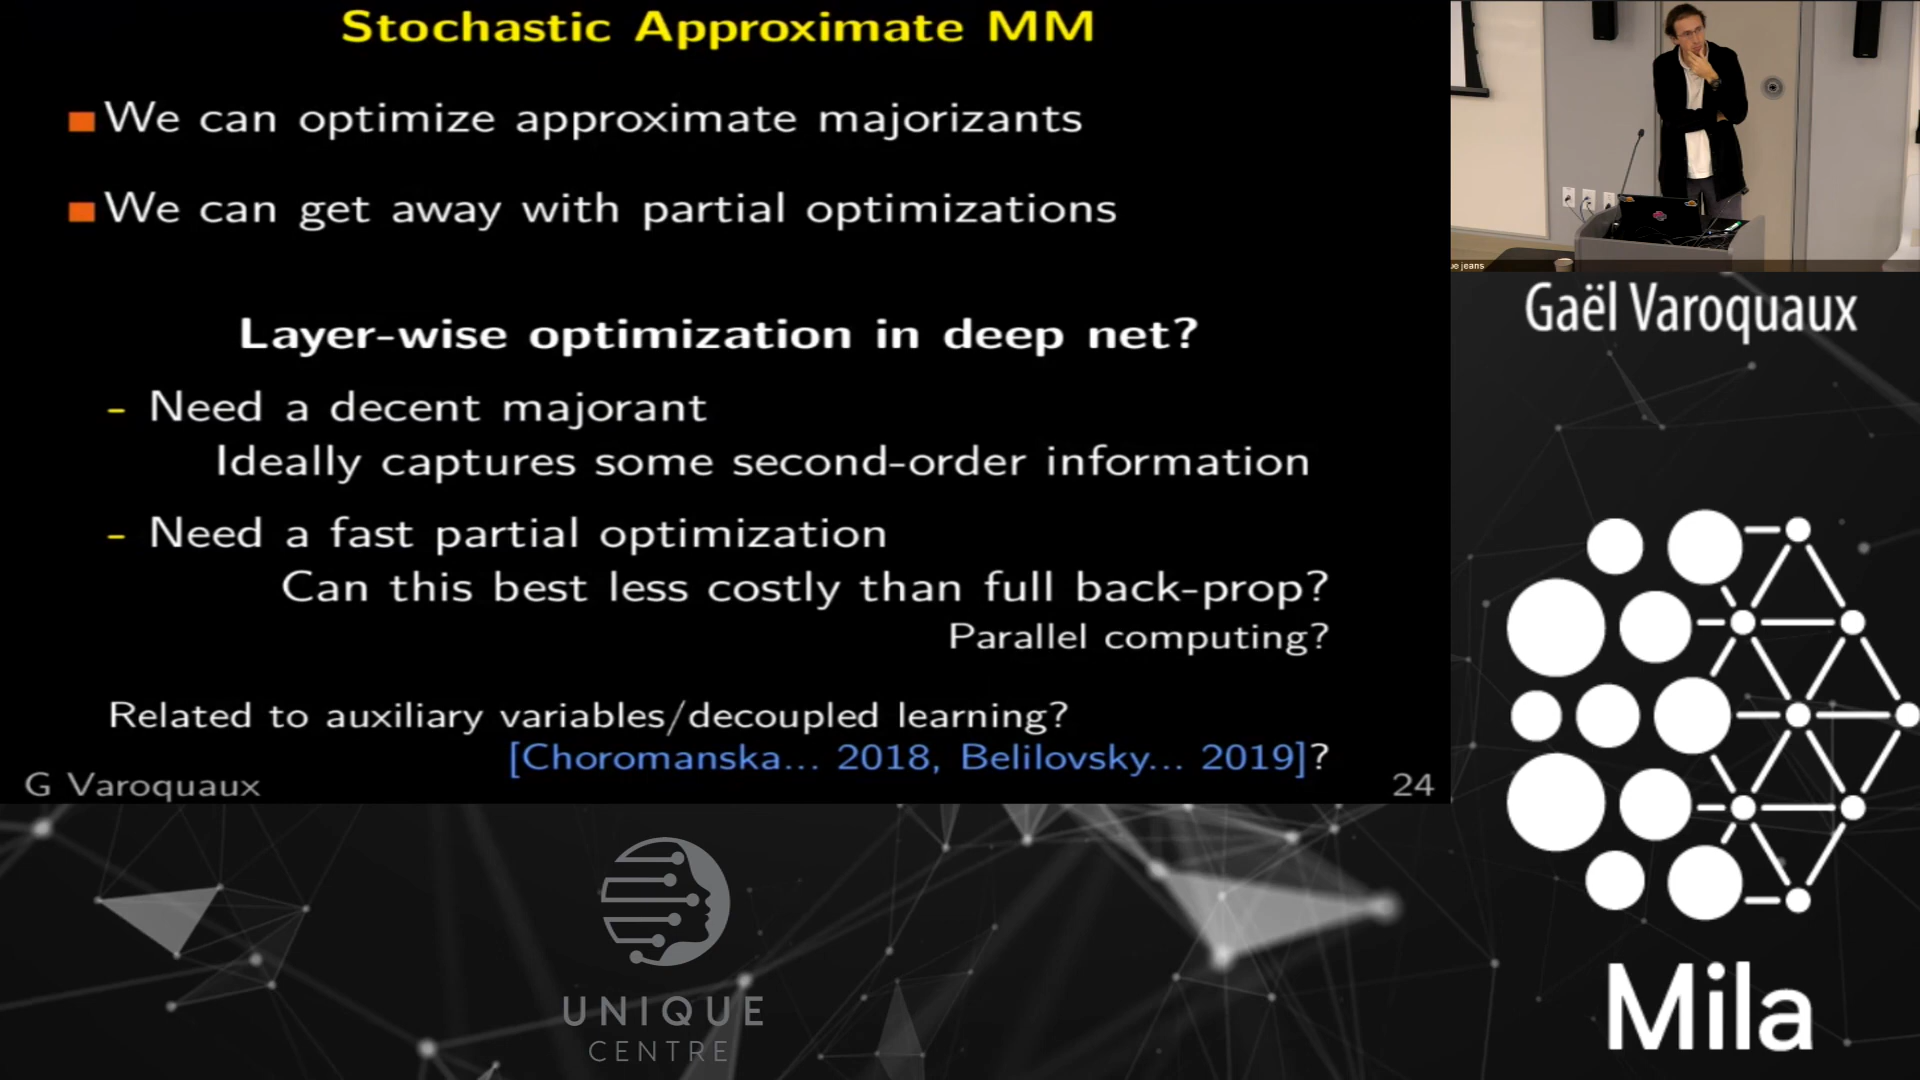 Stochastic Approximate MM
We can optimize approximate majorizants
We can get away with partial optimizations
Layer-wise optimization in deep net?
- Need a decent majorant
Ideally captures some second-order information
- Need a fast partial optimization
Can this best less costly than full back-prop?
Parallel computing?
Related to auxiliary variables/decoupled learning?
[Choromanska... 2018, Belilovsky... 2019]?
G Varoquaux
24
jeans
Gaël Varoquaux
UNIQUE
CENTRE
Mila